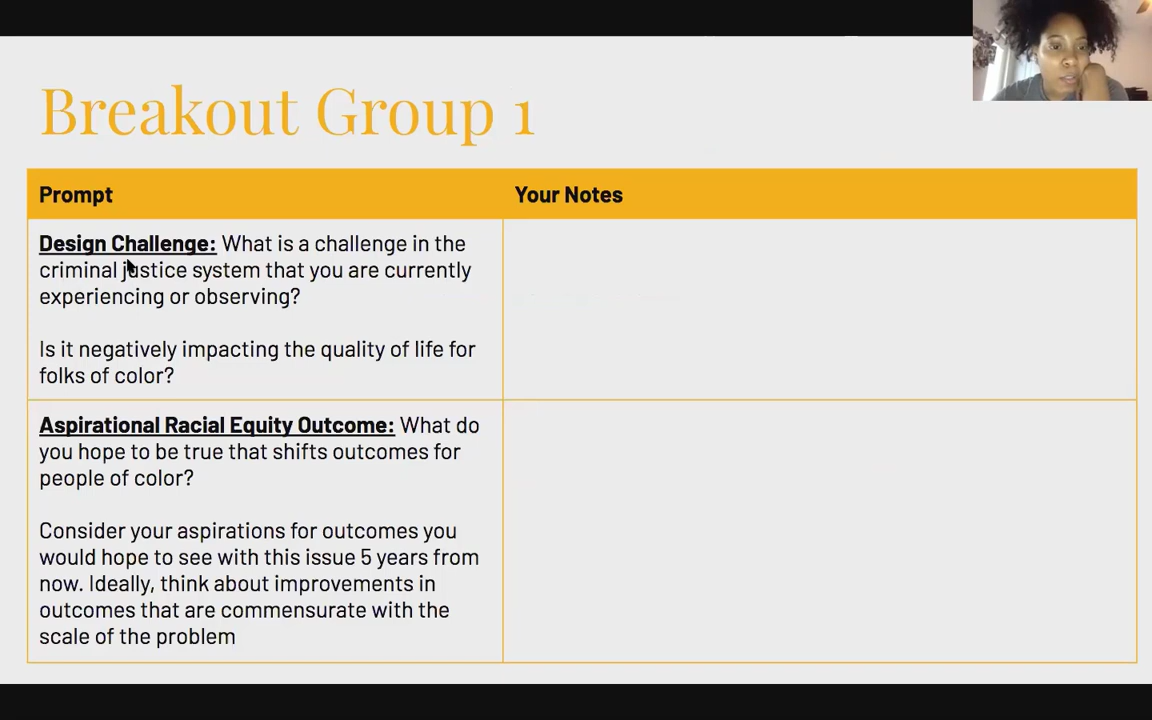 Breakout Group 1
Prompt
Your Notes
Design Challenge: What is a challenge in the
criminal justice system that you are currently
experiencing or observing?
Is it negatively impacting the quality of life for
folks of color?
Aspirational Racial Equity Outcome: What do
you hope to be true that shifts outcomes for
people of color?
Consider your aspirations for outcomes you
would hope to see with this issue 5 years from
now. Ideally, think about improvements in
outcomes that are commensurate with the
scale of the problem